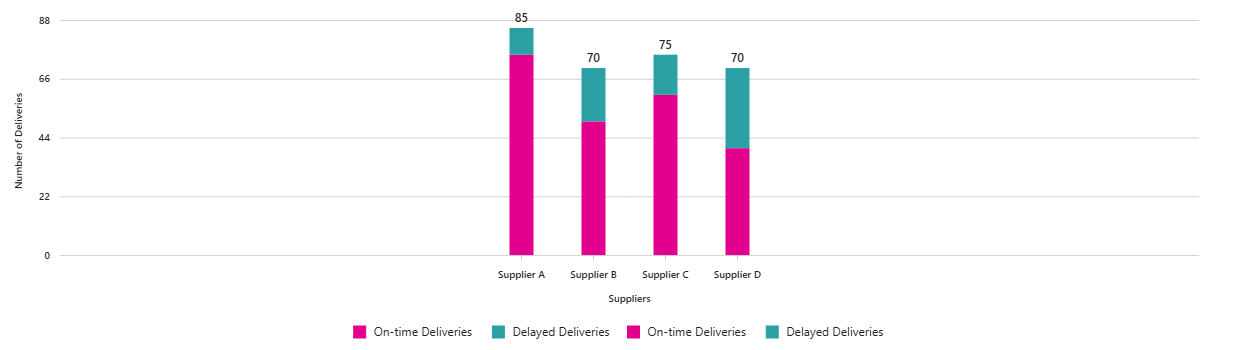 88
66
44
22
0
Number of Deliveries
85
70
75
70
Supplier A Supplier B Supplier C Supplier D
Suppliers
On-time Deliveries Delayed Deliveries On-time Deliveries Delayed Deliveries